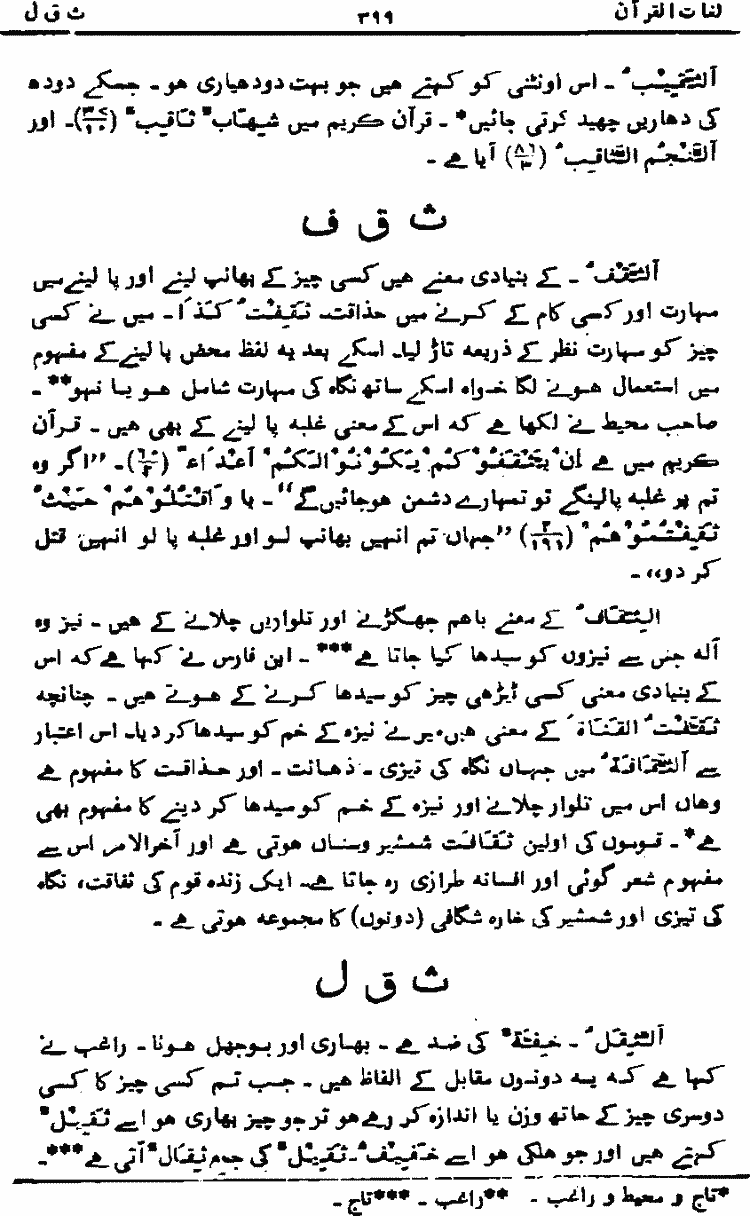 لغات القرآن ۳۹۹ ث ق ل
اَلثَّقِیْبُ ۔ اس اونٹنی کو کہتے ہیں جو بہت دودھیاری ہو ۔ جسکے دودھ
کی دھاریں چھید کرتی جائیں* ۔ قرآن کریم میں شِهَابٌ ثَاقِبٌ (۳۷/۱۰)۔ اور
اَلنَّجْمُ الثَّاقِبُ (۸۶/۳) آیا ہے ۔
ث ق ف
اَلثَّقْفُ ۔ کے بنیادی معنے ہیں کسی چیز کے بھانپ لینے اور پا لینے میں
مہارت اور کسی کام کے کرنے میں حذاقت۔ ثَقِفْتُ کَذَا ۔ میں نے کسی
چیز کو مہارت نظر کے ذریعہ تاڑ لیا۔ اسکے بعد یہ لفظ محض پا لینے کے مفہوم
میں استعمال ہونے لگا خواہ اسکے ساتھ نگاہ کی مہارت شامل ہو یا نہو** ۔
صاحب محیط نے لکھا ہے کہ اس کے معنی غلبہ پا لینے کے بھی ہیں ۔ قرآن
کریم میں ہے اِنْ یَّثْقَفُوْ کُمْ یَکُوْنُوْ الَکُمْ اَعْدَاءً (۶۰/۲)۔ ”اگر وہ
تم پر غلبہ پالینگے تو تمہارے دشمن ہوجائیں گے“ ۔ یا وَ اقْتُلُوْ هُمْ حَیْثُ
ثَقِفْتُمُوْ هُمْ (۲/۱۹۱) ”جہاں تم انہیں بھانپ لو اور غلبہ پا لو انہیں قتل
کر دو،، ۔
اَلثِّقَافُ کے معنے باہم جھگڑنے اور تلواریں چلانے کے ہیں ۔ نیز وہ
آلہ جس سے نیزوں کو سیدھا کیا جاتا ہے*** ۔ ابن فارس نے کہا ہے کہ اس
کے بنیادی معنی کسی ٹیڑھی چیز کو سیدھا کرنے کے ہوتے ہیں ۔ چنانچہ
ثَقَّفْتُ الْقَنَاةَ کے معنی ہیں میں نے نیزہ کے خم کو سیدھا کر دیا۔ اس اعتبار
سے اَلثَّقَافَةُ میں جہاں نگاہ کی تیزی ۔ ذہانت ۔ اور حذاقت کا مفہوم ہے
وہاں اس میں تلوار چلانے اور نیزہ کے خم کو سیدھا کر دینے کا مفہوم بھی
ہے* ۔ قوموں کی اولین ثَقَافَت شمشیر وسناں ہوتی ہے اور آخرالامر اس سے
مفہوم شعر گوئی اور افسانہ طرازی رہ جاتا ہے۔ ایک زندہ قوم کی ثقافت، نگاہ
کی تیزی اور شمشیر کی خارہ شگافی (دونوں) کا مجموعہ ہوتی ہے ۔
ث ق ل
اَلثِّقَلُ ۔ خِفَّةٌ کی ضد ہے ۔ بھاری اور بوجھل ہونا ۔ راغب نے
کہا ہے کہ یہ دونوں مقابل کے الفاظ ہیں ۔ جب تم کسی چیز کا کسی
دوسری چیز کے ساتھ وزن یا اندازہ کر رہے ہو تو جو چیز بھاری ہو اسے ثَقِیْلٌ
کہتے ہیں اور جو ہلکی ہو اسے خَفِیْفٌ ۔ ثَقِیْلٌ کی جمع ثِقَالٌ آتی ہے***۔
*تاج و محیط و راغب ۔ **راغب ۔ ***تاج ۔